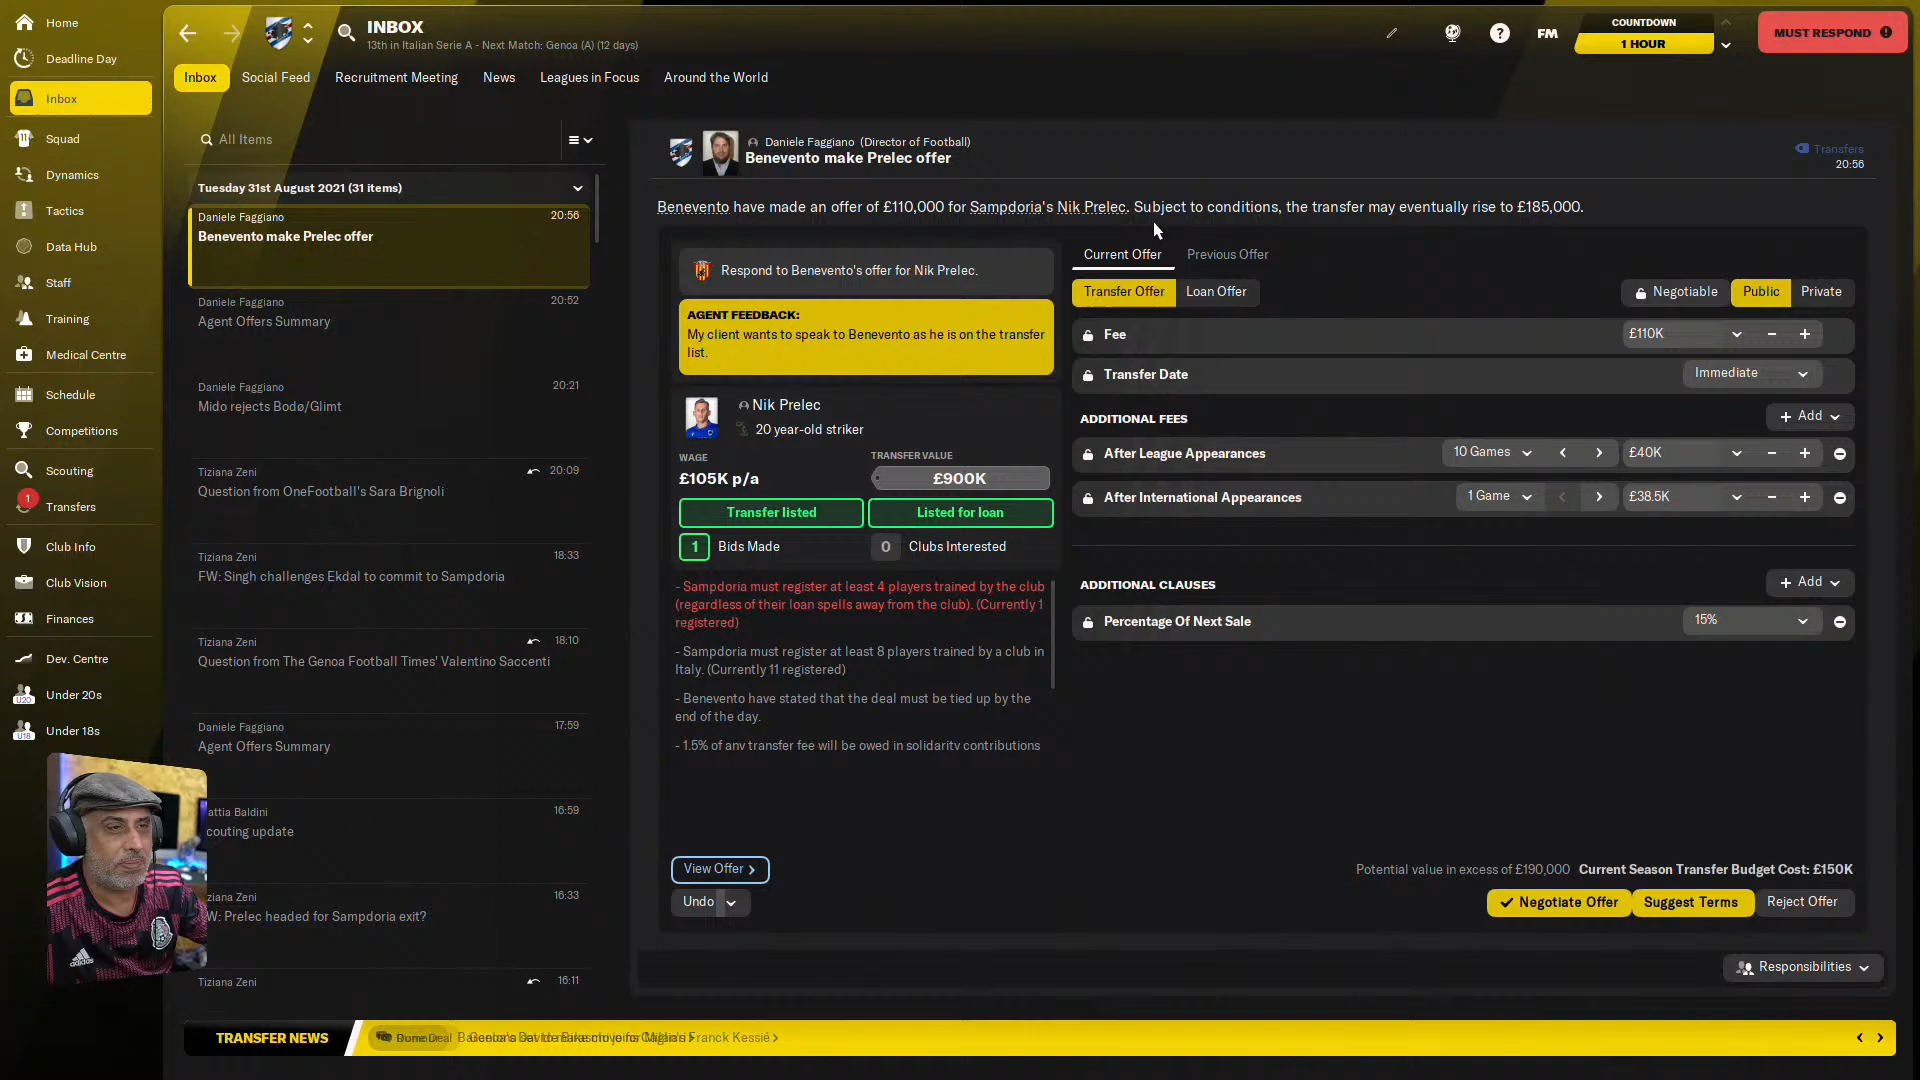 Home
Deadline Day
Inbox
Squad
Dynamics
Tactics
Data Hub
Staff
Training
Medical Centre
Schedule
Competitions
Scouting
1
Transfers
Club Info
Club Vision
Finances
Dev. Centre
Under 20s
U20
Under 18s
U18
INBOX
13th in Italian Serie A - Next Match: Genoa (A) (12 days)
FM
COUNTDOWN
1 HOUR
MUST RESPOND
Inbox
Social Feed
Recruitment Meeting
News
Leagues in Focus
Around the World
All Items
Tuesday 31st August 2021 (31 items)
Daniele Faggiano 20:56
Benevento make Prelec offer
Daniele Faggiano 20:52
Agent Offers Summary
Daniele Faggiano 20:21
Mido rejects Bodø/Glimt
Tiziana Zeni 20:09
Question from OneFootball's Sara Brignoli
Tiziana Zeni 18:33
FW: Singh challenges Ekdal to commit to Sampdoria
Tiziana Zeni 18:10
Question from The Genoa Football Times' Valentino Saccenti
Daniele Faggiano 17:59
Agent Offers Summary
attia Baldini 16:59
couting update
ziana Zeni 16:33
W: Prelec headed for Sampdoria exit?
Tiziana Zeni 16:11
Daniele Faggiano (Director of Football)
Benevento make Prelec offer
Transfers
20:56
Benevento have made an offer of £110,000 for Sampdoria's Nik Prelec. Subject to conditions, the transfer may eventually rise to £185,000.
Respond to Benevento's offer for Nik Prelec.
AGENT FEEDBACK:
My client wants to speak to Benevento as he is on the transfer
list.
Nik Prelec
20 year-old striker
WAGE
£105K p/a
TRANSFER VALUE
£900K
Transfer listed
Listed for loan
1 Bids Made
0 Clubs Interested
- Sampdoria must register at least 4 players trained by the club
(regardless of their loan spells away from the club). (Currently 1
registered)
- Sampdoria must register at least 8 players trained by a club in
Italy. (Currently 11 registered)
- Benevento have stated that the deal must be tied up by the
end of the day.
- 1.5% of any transfer fee will be owed in solidarity contributions
View Offer
Undo
Current Offer
Previous Offer
Transfer Offer
Loan Offer
Negotiable
Public
Private
Fee £110K
Transfer Date Immediate
ADDITIONAL FEES
Add
After League Appearances 10 Games £40K
After International Appearances 1 Game £38.5K
ADDITIONAL CLAUSES
Add
Percentage Of Next Sale 15%
Potential value in excess of £190,000 Current Season Transfer Budget Cost: £150K
Negotiate Offer
Suggest Terms
Reject Offer
Responsibilities
TRANSFER NEWS
Franck Kessié